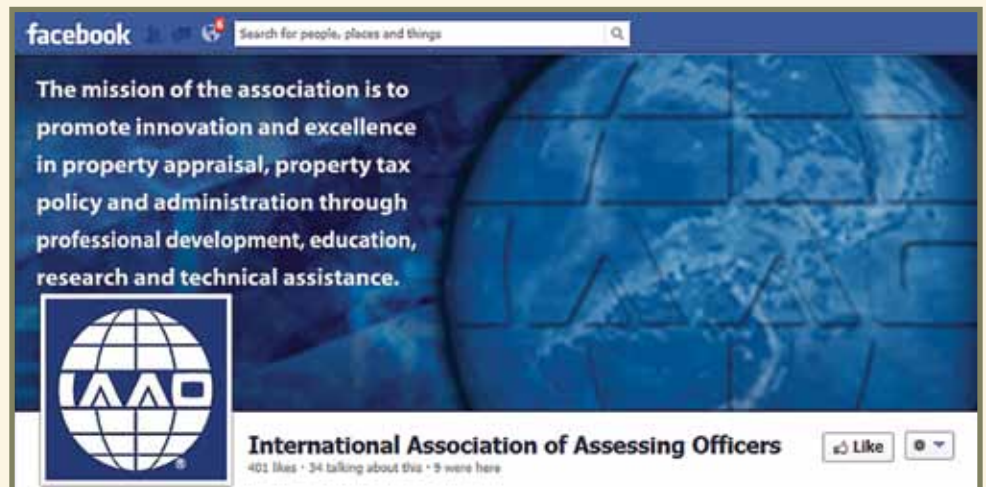 facebook
6
Search for people, places and things
The mission of the association is to
promote innovation and excellence
in property appraisal, property tax
policy and administration through
professional development, education,
research and technical assistance.
IAAO
IAAO
®
International Association of Assessing Officers
Like
401 likes · 34 talking about this · 9 were here